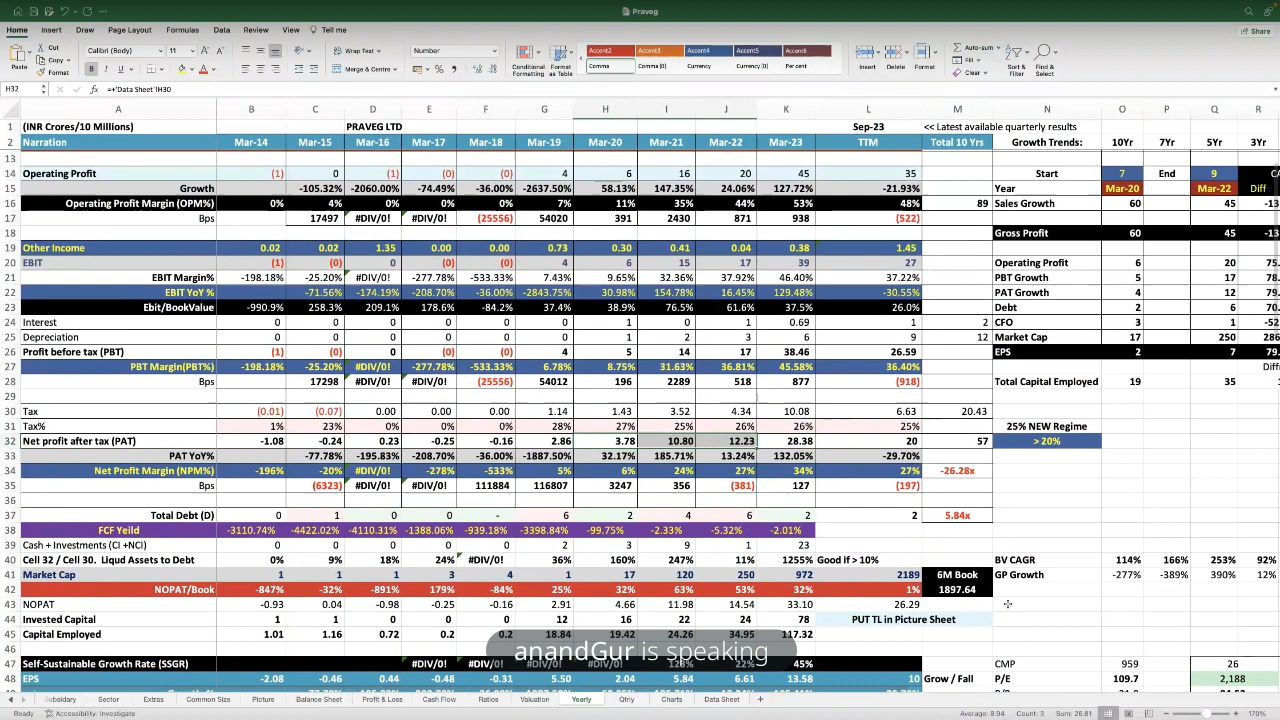 Praveg
Home Insert Draw Page Layout Formulas Data Review View Tell me
Share
Paste Cut Copy Format Calibri (Body) 11 Wrap Text Merge & Centre Number Conditional Formatting Format as Table Accent2 Accent3 Accent4 Accent5 Accent6 Insert Delete Format Auto-sum Fill Clear Sort & Filter Find & Select
Comma Comma [0] Currency Currency [0] Per cent
H32 fx =+'Data Sheet'!H30
A B C D E F G H I J K L M N O P Q R
1 (INR Crores/10 Millions) PRAVEG LTD Sep-23 << Latest available quarterly results
2 Narration Mar-14 Mar-15 Mar-16 Mar-17 Mar-18 Mar-19 Mar-20 Mar-21 Mar-22 Mar-23 TTM Total 10 Yrs Growth Trends: 10Yr 7Yr 5Yr 3Yr
13
14 Operating Profit (1) 0 (1) (0) (0) 4 6 16 20 45 35 Start 7 End 9 CA
15 Growth -105.32% -2060.00% -74.49% -36.00% -2637.50% 58.13% 147.35% 24.06% 127.72% -21.93% Year Mar-20 Mar-22 Diff
16 Operating Profit Margin (OPM%) 0% 4% 0% 0% 0% 7% 11% 35% 44% 53% 48% 89 Sales Growth 60 45 -13
17 Bps 17497 #DIV/0! #DIV/0! (25556) 54020 391 2430 871 938 (522)
18 Gross Profit 60 45 -13
19 Other Income 0.02 0.02 1.35 0.00 0.00 0.73 0.30 0.41 0.04 0.38 1.45
20 EBIT (1) (0) 0 (0) (0) 4 6 15 17 39 27 Operating Profit 6 20 75.
21 EBIT Margin% -198.18% -25.20% #DIV/0! -277.78% -533.33% 7.43% 9.65% 32.36% 37.92% 46.40% 37.22% PBT Growth 5 17 78.
22 EBIT YoY % -71.56% -174.19% -208.70% -36.00% -2843.75% 30.98% 154.78% 16.45% 129.48% -30.55% PAT Growth 4 12 79.
23 Ebit/BookValue -990.9% 258.3% 209.1% 178.6% -84.2% 37.4% 38.9% 76.5% 61.6% 37.5% 26.0% Debt 2 6 70.
24 Interest 0 0 0 0 0 0 1 0 1 0.69 1 2 CFO 3 1 -52
25 Depreciation 0 0 0 0 0 0 1 2 3 6 9 12 Market Cap 17 250 286
26 Profit before tax (PBT) (1) (0) 0 (0) (0) 4 5 14 17 38.46 26.59 EPS 2 7 79.
27 PBT Margin(PBT%) -198.18% -25.20% #DIV/0! -277.78% -533.33% 6.78% 8.75% 31.63% 36.81% 45.58% 36.40% Diff
28 Bps 17298 #DIV/0! #DIV/0! (25556) 54012 196 2289 518 877 (918) Total Capital Employed 19 35
29
30 Tax (0.01) (0.07) 0.00 0.00 0.00 1.14 1.43 3.52 4.34 10.08 6.63 20.43
31 Tax% 1% 23% 0% 0% 0% 28% 27% 25% 26% 26% 25% 25% NEW Regime
32 Net profit after tax (PAT) -1.08 -0.24 0.23 -0.25 -0.16 2.86 3.78 10.80 12.23 28.38 20 57 > 20%
33 PAT YoY% -77.78% -195.83% -208.70% -36.00% -1887.50% 32.17% 185.71% 13.24% 132.05% -29.70%
34 Net Profit Margin (NPM%) -196% -20% #DIV/0! -278% -533% 5% 6% 24% 27% 34% 27% -26.28x
35 Bps (6323) #DIV/0! #DIV/0! 111884 116807 3247 356 (381) 127 (197)
36
37 Total Debt (D) 0 1 0 0 - 6 2 4 6 2 2 5.84x
38 FCF Yeild -3110.74% -4422.02% -4110.31% -1388.06% -939.18% -3398.84% -99.75% -2.33% -5.32% -2.01%
39 Cash + Investments (CI +NCI) 0 0 0 0 0 2 3 9 1 23
40 Cell 32 / Cell 30. Liqud Assets to Debt 0% 9% 18% 24% #DIV/0! 36% 160% 247% 11% 1255% Good if > 10% BV CAGR 114% 166% 253% 92%
41 Market Cap 1 1 1 3 4 1 17 120 250 972 2189 6M Book GP Growth -277% -389% 390% 12%
42 NOPAT/Book -847% -32% -891% 179% -84% 25% 32% 63% 53% 32% 1% 1897.64
43 NOPAT -0.93 0.04 -0.98 -0.25 -0.16 2.91 4.66 11.98 14.54 33.10 26.29
44 Invested Capital 1 1 0 0 0 12 16 22 24 78 PUT TL in Picture Sheet
45 Capital Employed 1.01 1.16 0.72 0.2 0.2 18.84 19.42 24.26 34.95 117.32
46
anandGur is speaking
47 Self-Sustainable Growth Rate (SSGR) #DIV/0! #DIV/0! #DIV/0! #DIV/0! 22% 45% CMP 959 26
48 EPS -2.08 -0.46 0.44 -0.48 -0.31 5.50 2.04 5.84 6.61 13.58 10 Grow / Fall P/E 109.7 2,188
Subsidary Sector Extras Common Size Picture Balance Sheet Profit & Loss Cash Flow Ratios Valuation Yearly Qtrly Charts Data Sheet +
Ready Accessibility: Investigate Average: 8.94 Count: 3 Sum: 26.81 170%